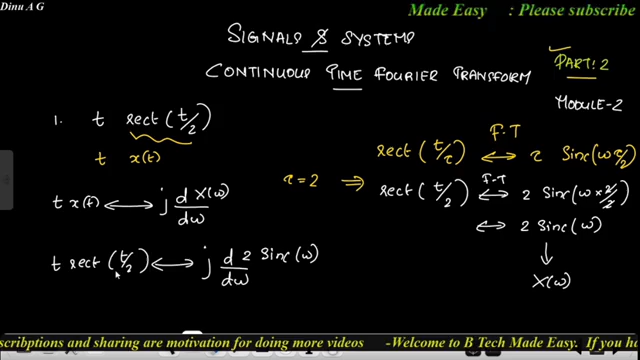 Dinu A G
Made Easy : Please subscribe
SIGNALS & SYSTEMS
CONTINUOUS TIME FOURIER TRANSFORM
✓ PART: 2
MODULE-2
1. t rect(t/2)
t x(t)
rect(t/τ) F.T ↔ τ Sinc(ωτ/2)
τ = 2 ⇒ rect(t/2) F.T ↔ 2 Sinc(ω×2/2)
↔ 2 Sinc(ω)
↓
X(ω)
t x(t) ↔ j d X(ω)/dω
t rect(t/2) ↔ j d/dω 2 Sinc(ω)
scribptions and sharing are motivation for doing more videos -Welcome to B Tech Made Easy. If you ha